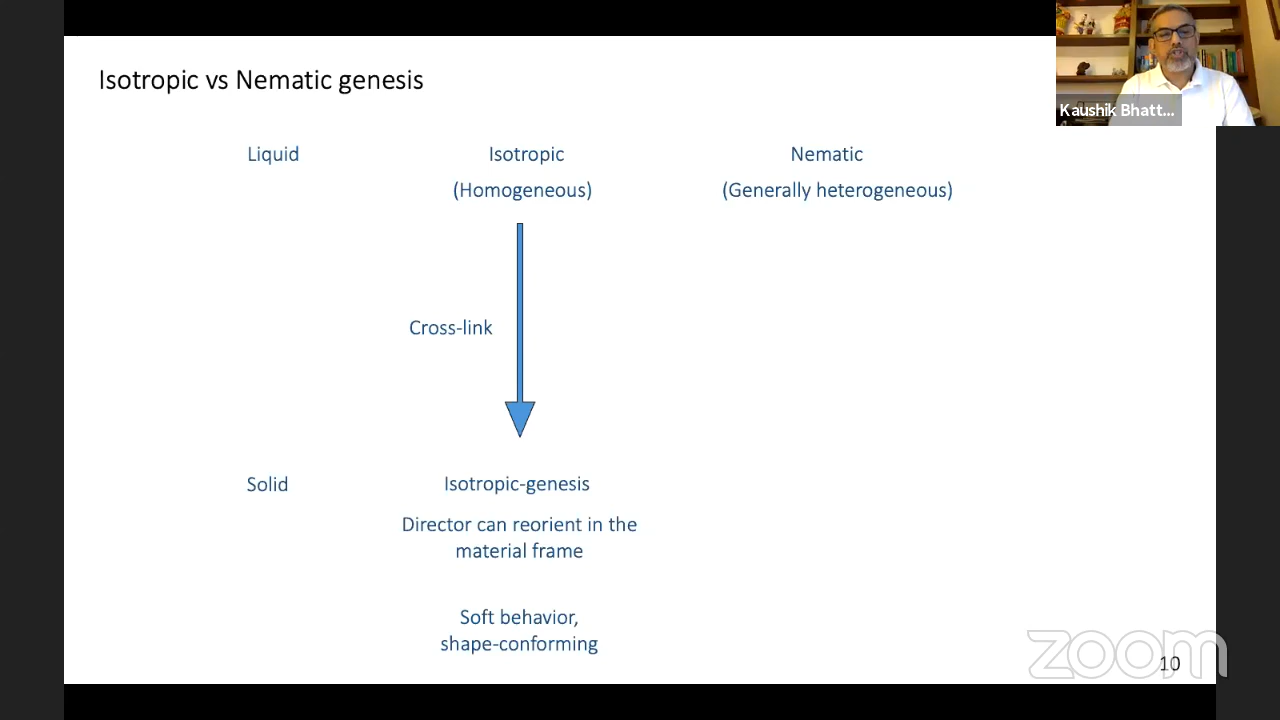 Kaushik Bhatt...
Isotropic vs Nematic genesis
Liquid
Isotropic
Nematic
(Homogeneous)
(Generally heterogeneous)
Cross-link
Solid
Isotropic-genesis
Director can reorient in the
material frame
Soft behavior,
shape-conforming
zoom
10